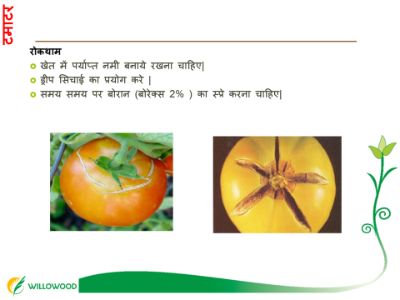 टमाटर
रोकथाम
खेत में पर्याप्त नमी बनाये रखना चाहिए|
ड्रीप सिचाई का प्रयोग करे |
समय समय पर बोरान (बोरेक्स 2% ) का स्प्रे करना चाहिए|
WILLOWOOD